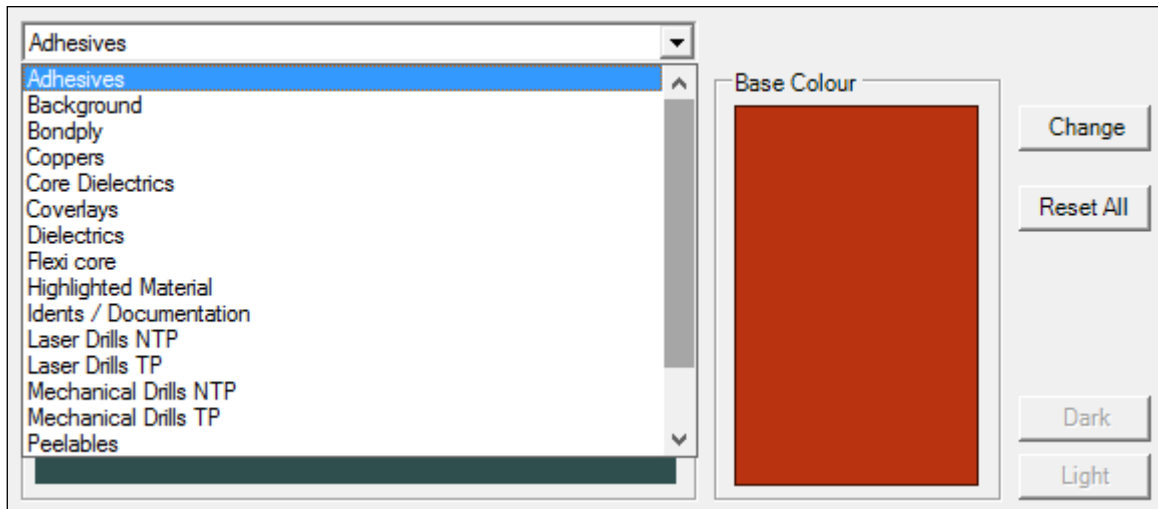 Adhesives
Adhesives
Background
Bondply
Coppers
Core Dielectrics
Coverlays
Dielectrics
Flexi core
Highlighted Material
Idents / Documentation
Laser Drills NTP
Laser Drills TP
Mechanical Drills NTP
Mechanical Drills TP
Peelables
Base Colour
Change
Reset All
Dark
Light